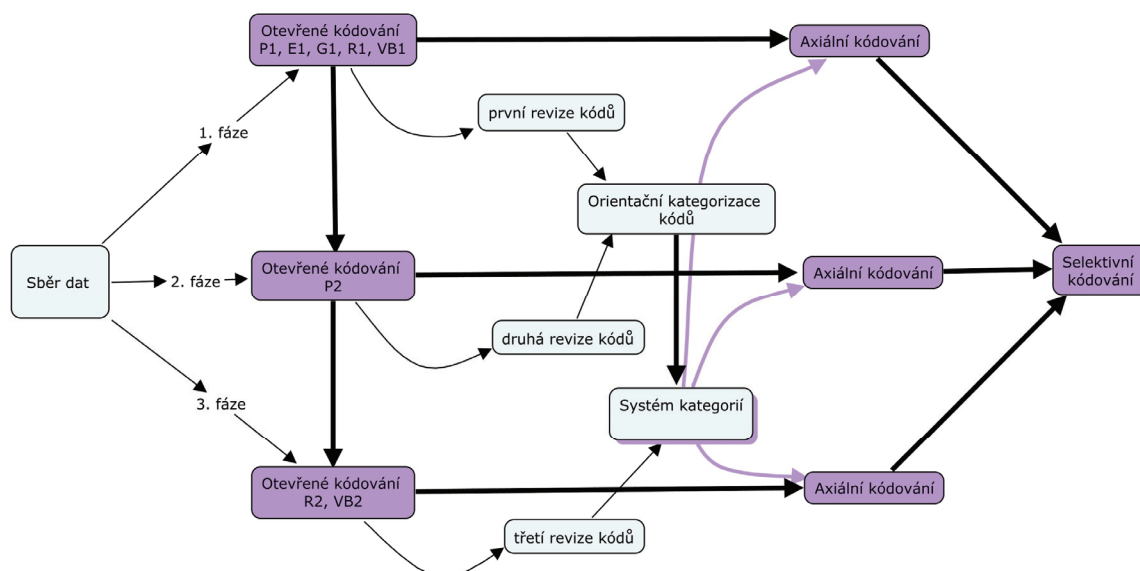 Otevřené kódování
P1, E1, G1, R1, VB1
Axiální kódování
první revize kódů
1. fáze
Orientační kategorizace
kódů
Sběr dat
2. fáze
Otevřené kódování
P2
Axiální kódování
Selektivní
kódování
druhá revize kódů
3. fáze
Systém kategorií
Otevřené kódování
R2, VB2
Axiální kódování
třetí revize kódů